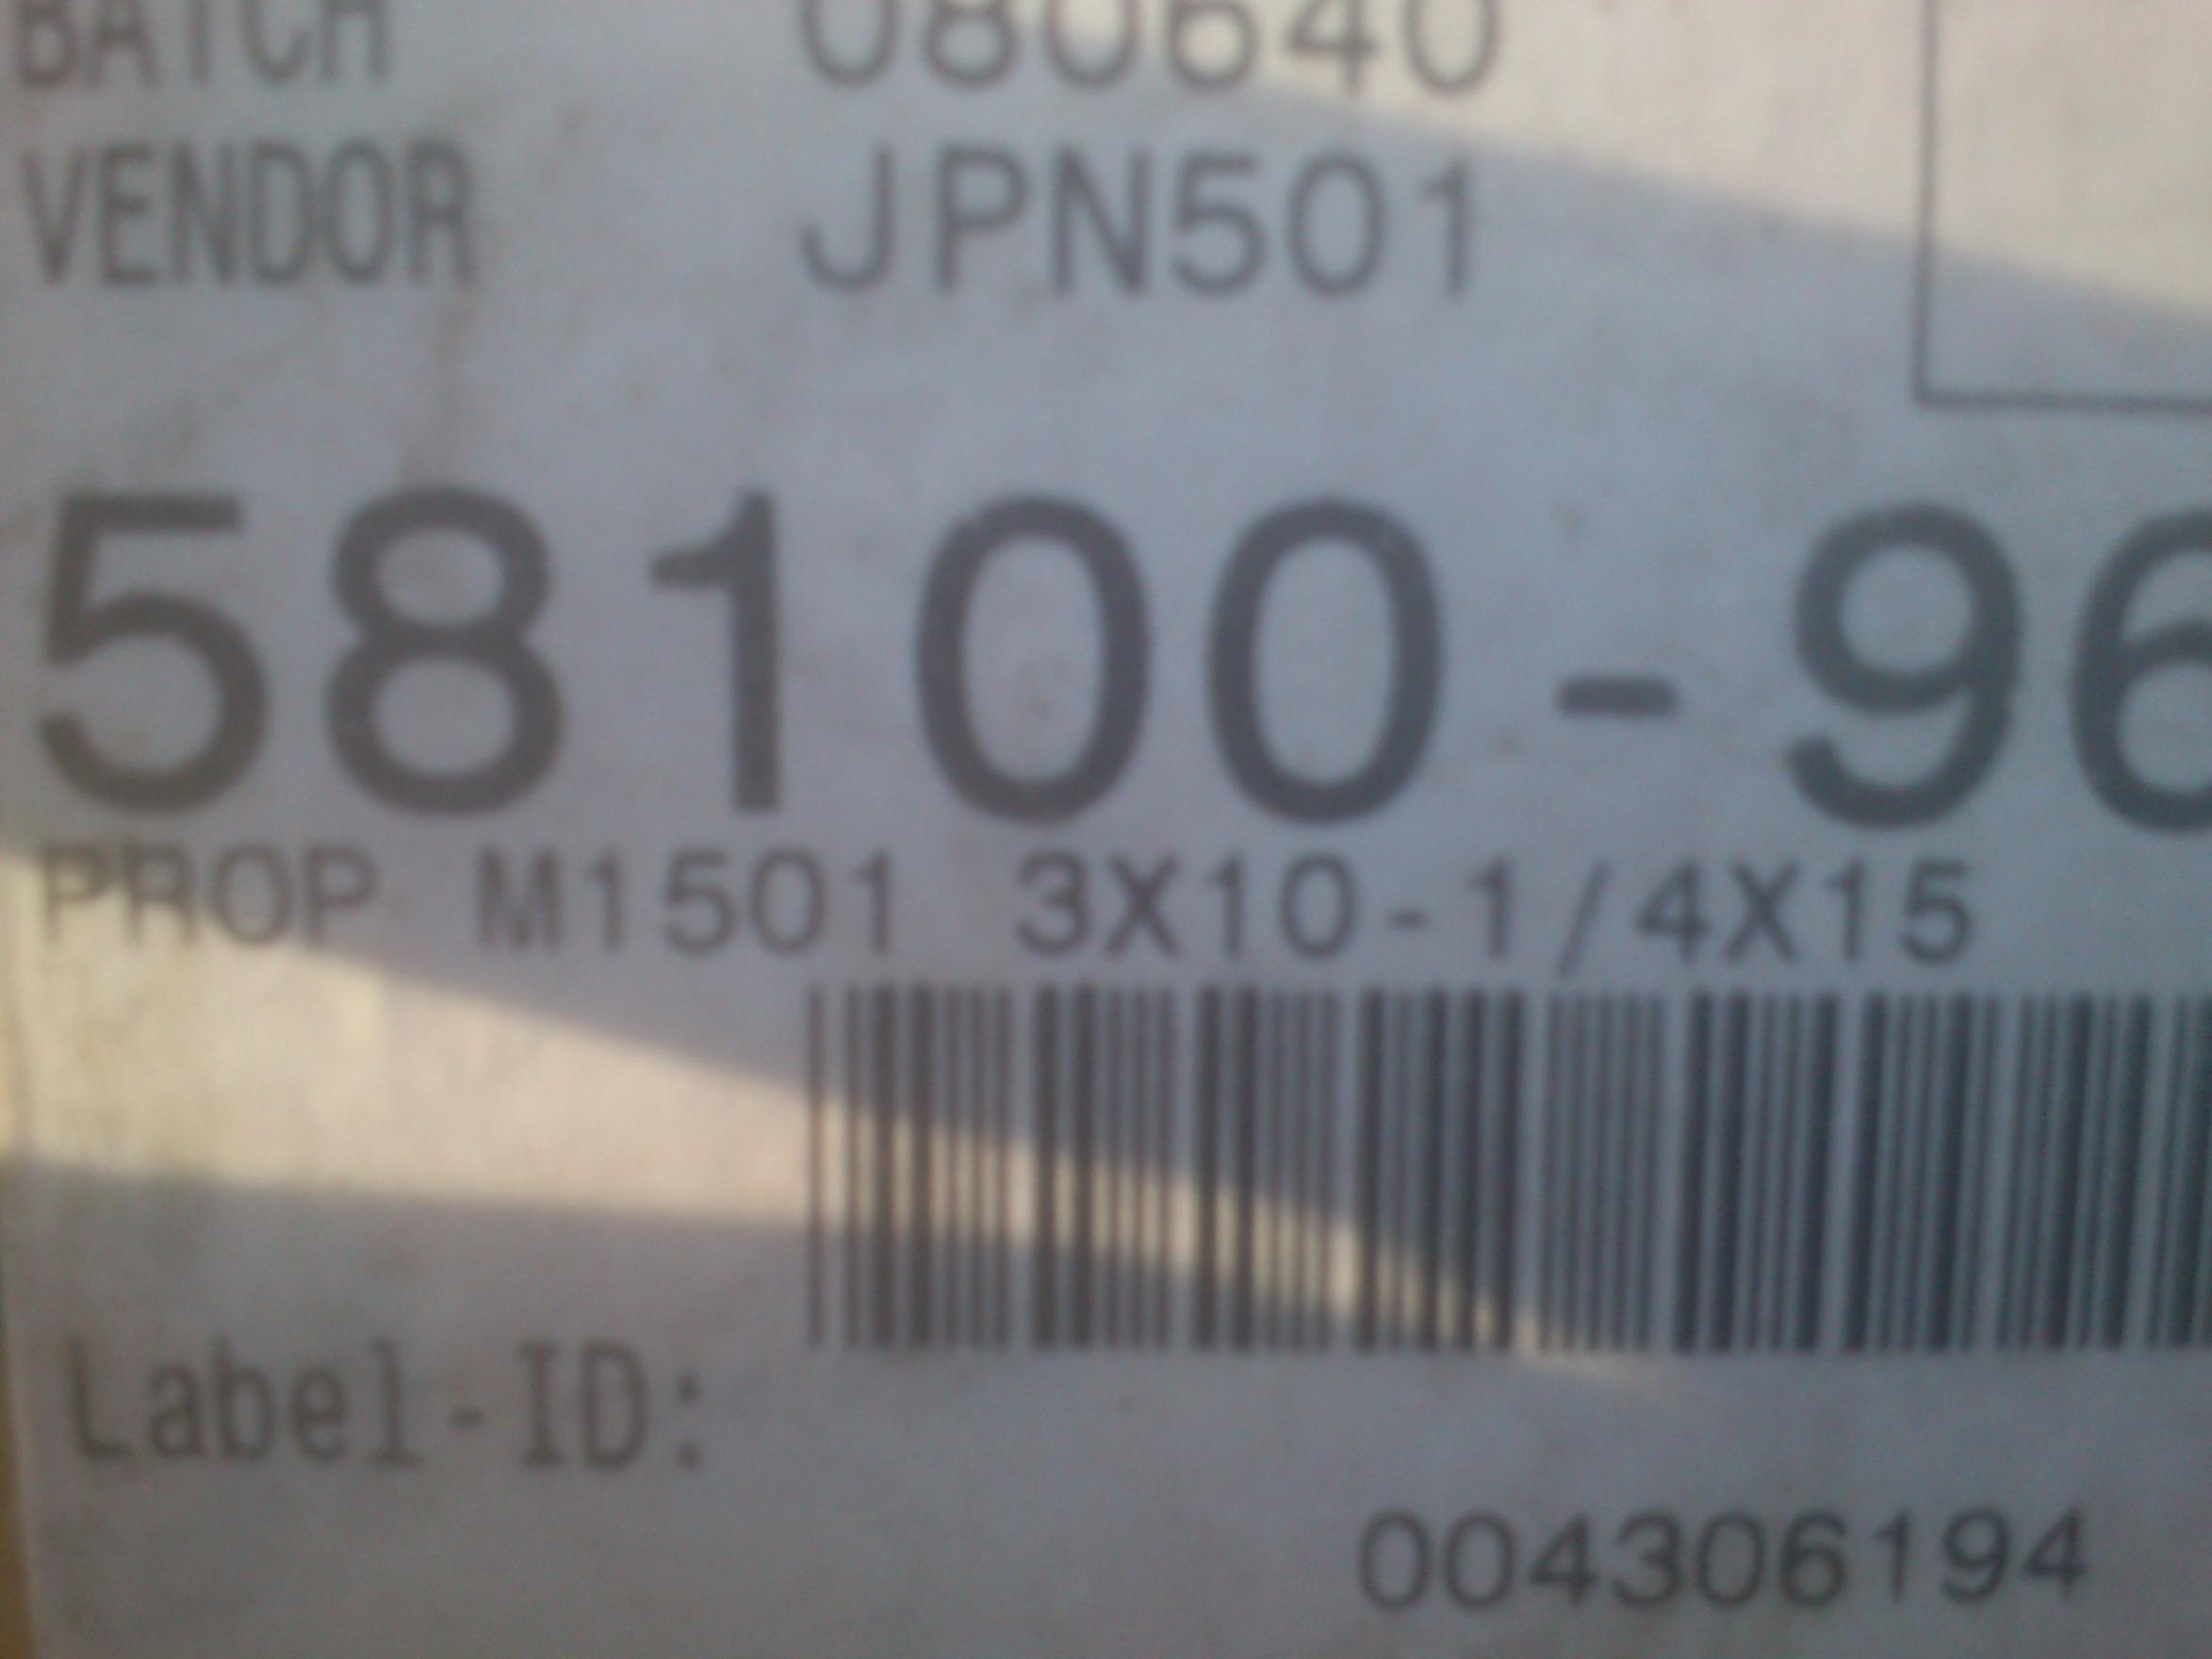 BATCH 080640
VENDOR JPN501
58100-96
PROP M1501 3X10-1/4X15
Label-ID:
004306194